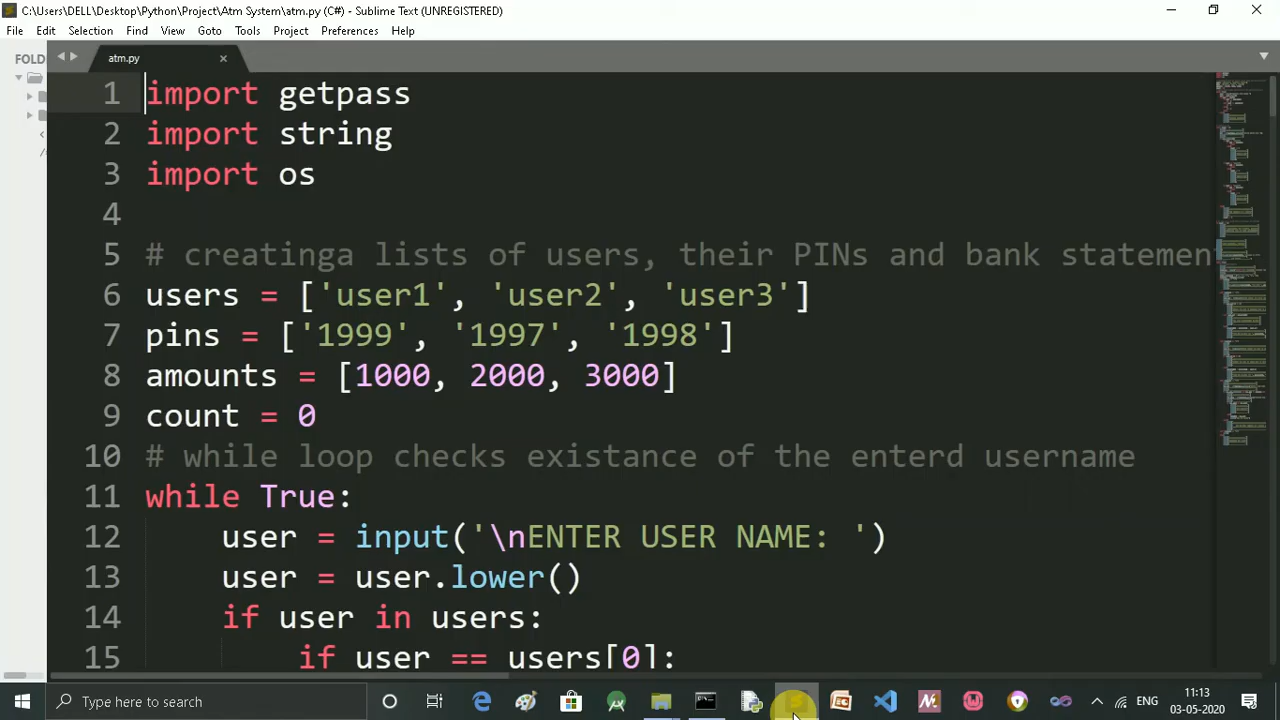 C:\Users\DELL\Desktop\Python\Project\Atm System\atm.py (C#) - Sublime Text (UNREGISTERED)
File Edit Selection Find View Goto Tools Project Preferences Help
FOLD
atm.py
1 import getpass
2 import string
3 import os
4
5 # creatinga lists of users, their PINs and bank statemen
6 users = ['user1', 'user2', 'user3']
7 pins = ['1999', '1997', '1998']
8 amounts = [1000, 2000, 3000]
9 count = 0
10 # while loop checks existance of the enterd username
11 while True:
12 user = input('\nENTER USER NAME: ')
13 user = user.lower()
14 if user in users:
15 if user == users[0]:
Type here to search
ENG
11:13
03-05-2020